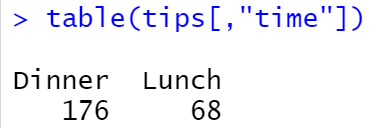 > table(tips[,"time"])
Dinner  Lunch
   176     68